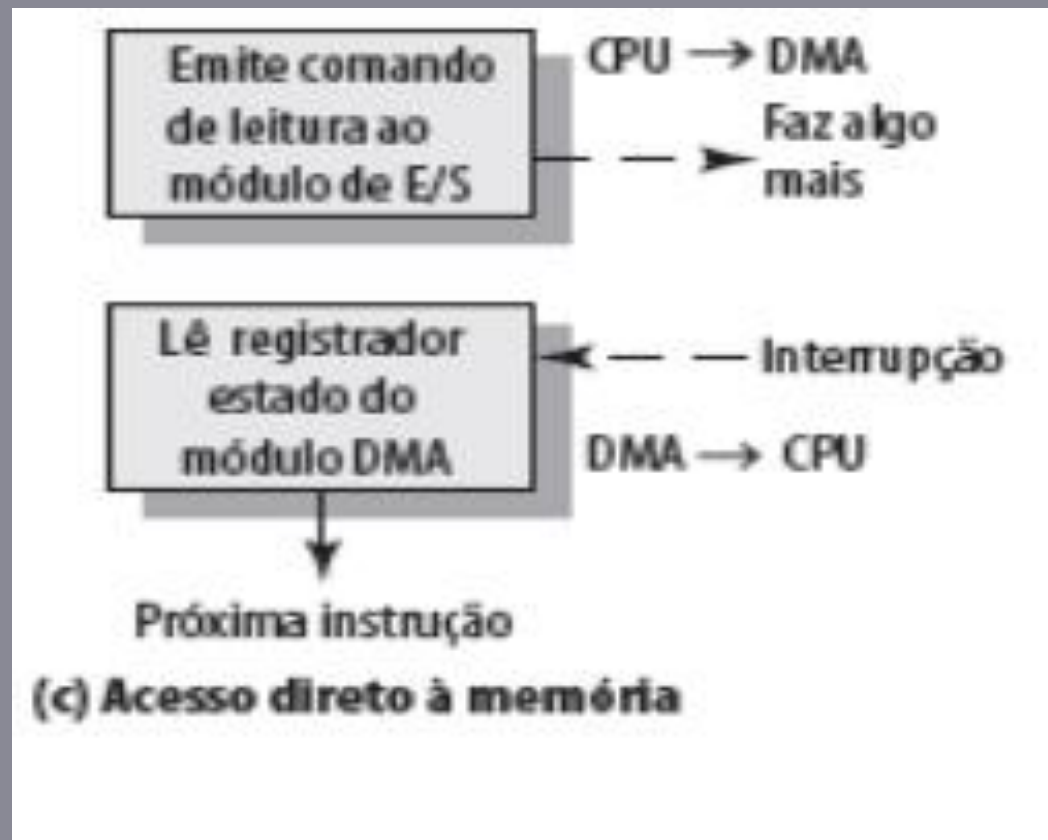 Emite comando
de leitura ao
módulo de E/S
CPU → DMA
Faz algo
mais
Lê registrador
estado do
módulo DMA
Interrupção
DMA → CPU
Próxima instrução
(c) Acesso direto à memória